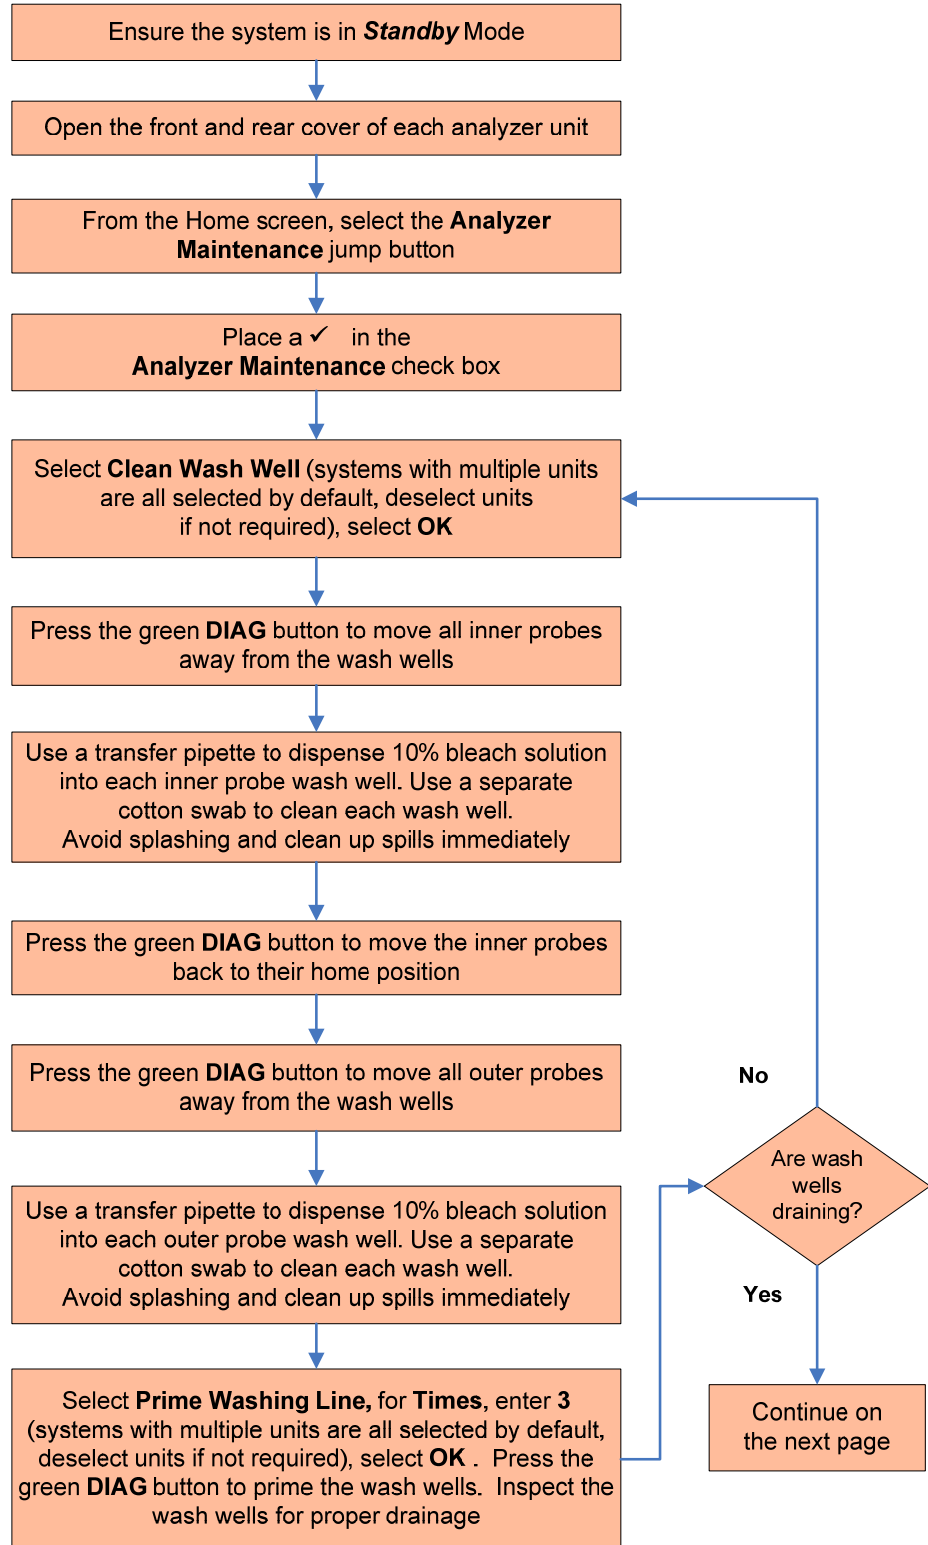 Ensure the system is in Standby Mode
Open the front and rear cover of each analyzer unit
From the Home screen, select the Analyzer
Maintenance jump button
Place a ✓ in the
Analyzer Maintenance check box
Select Clean Wash Well (systems with multiple units
are all selected by default, deselect units
if not required), select OK
Press the green DIAG button to move all inner probes
away from the wash wells
Use a transfer pipette to dispense 10% bleach solution
into each inner probe wash well. Use a separate
cotton swab to clean each wash well.
Avoid splashing and clean up spills immediately
Press the green DIAG button to move the inner probes
back to their home position
Press the green DIAG button to move all outer probes
away from the wash wells
Use a transfer pipette to dispense 10% bleach solution
into each outer probe wash well. Use a separate
cotton swab to clean each wash well.
Avoid splashing and clean up spills immediately
Select Prime Washing Line, for Times, enter 3
(systems with multiple units are all selected by default,
deselect units if not required), select OK . Press the
green DIAG button to prime the wash wells. Inspect the
wash wells for proper drainage
No
Are wash
wells
draining?
Yes
Continue on
the next page